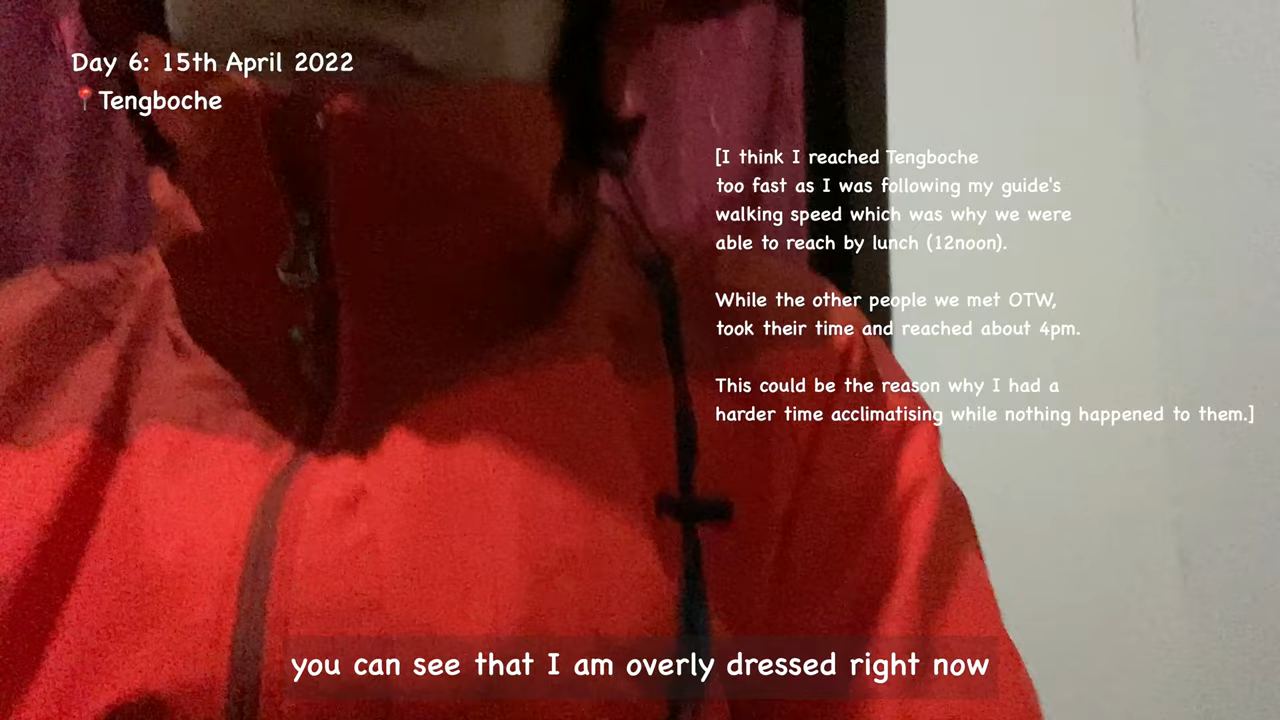 Day 6: 15th April 2022
📍Tengboche
[I think I reached Tengboche
too fast as I was following my guide's
walking speed which was why we were
able to reach by lunch (12noon).
While the other people we met OTW,
took their time and reached about 4pm.
This could be the reason why I had a
harder time acclimatising while nothing happened to them.]
you can see that I am overly dressed right now